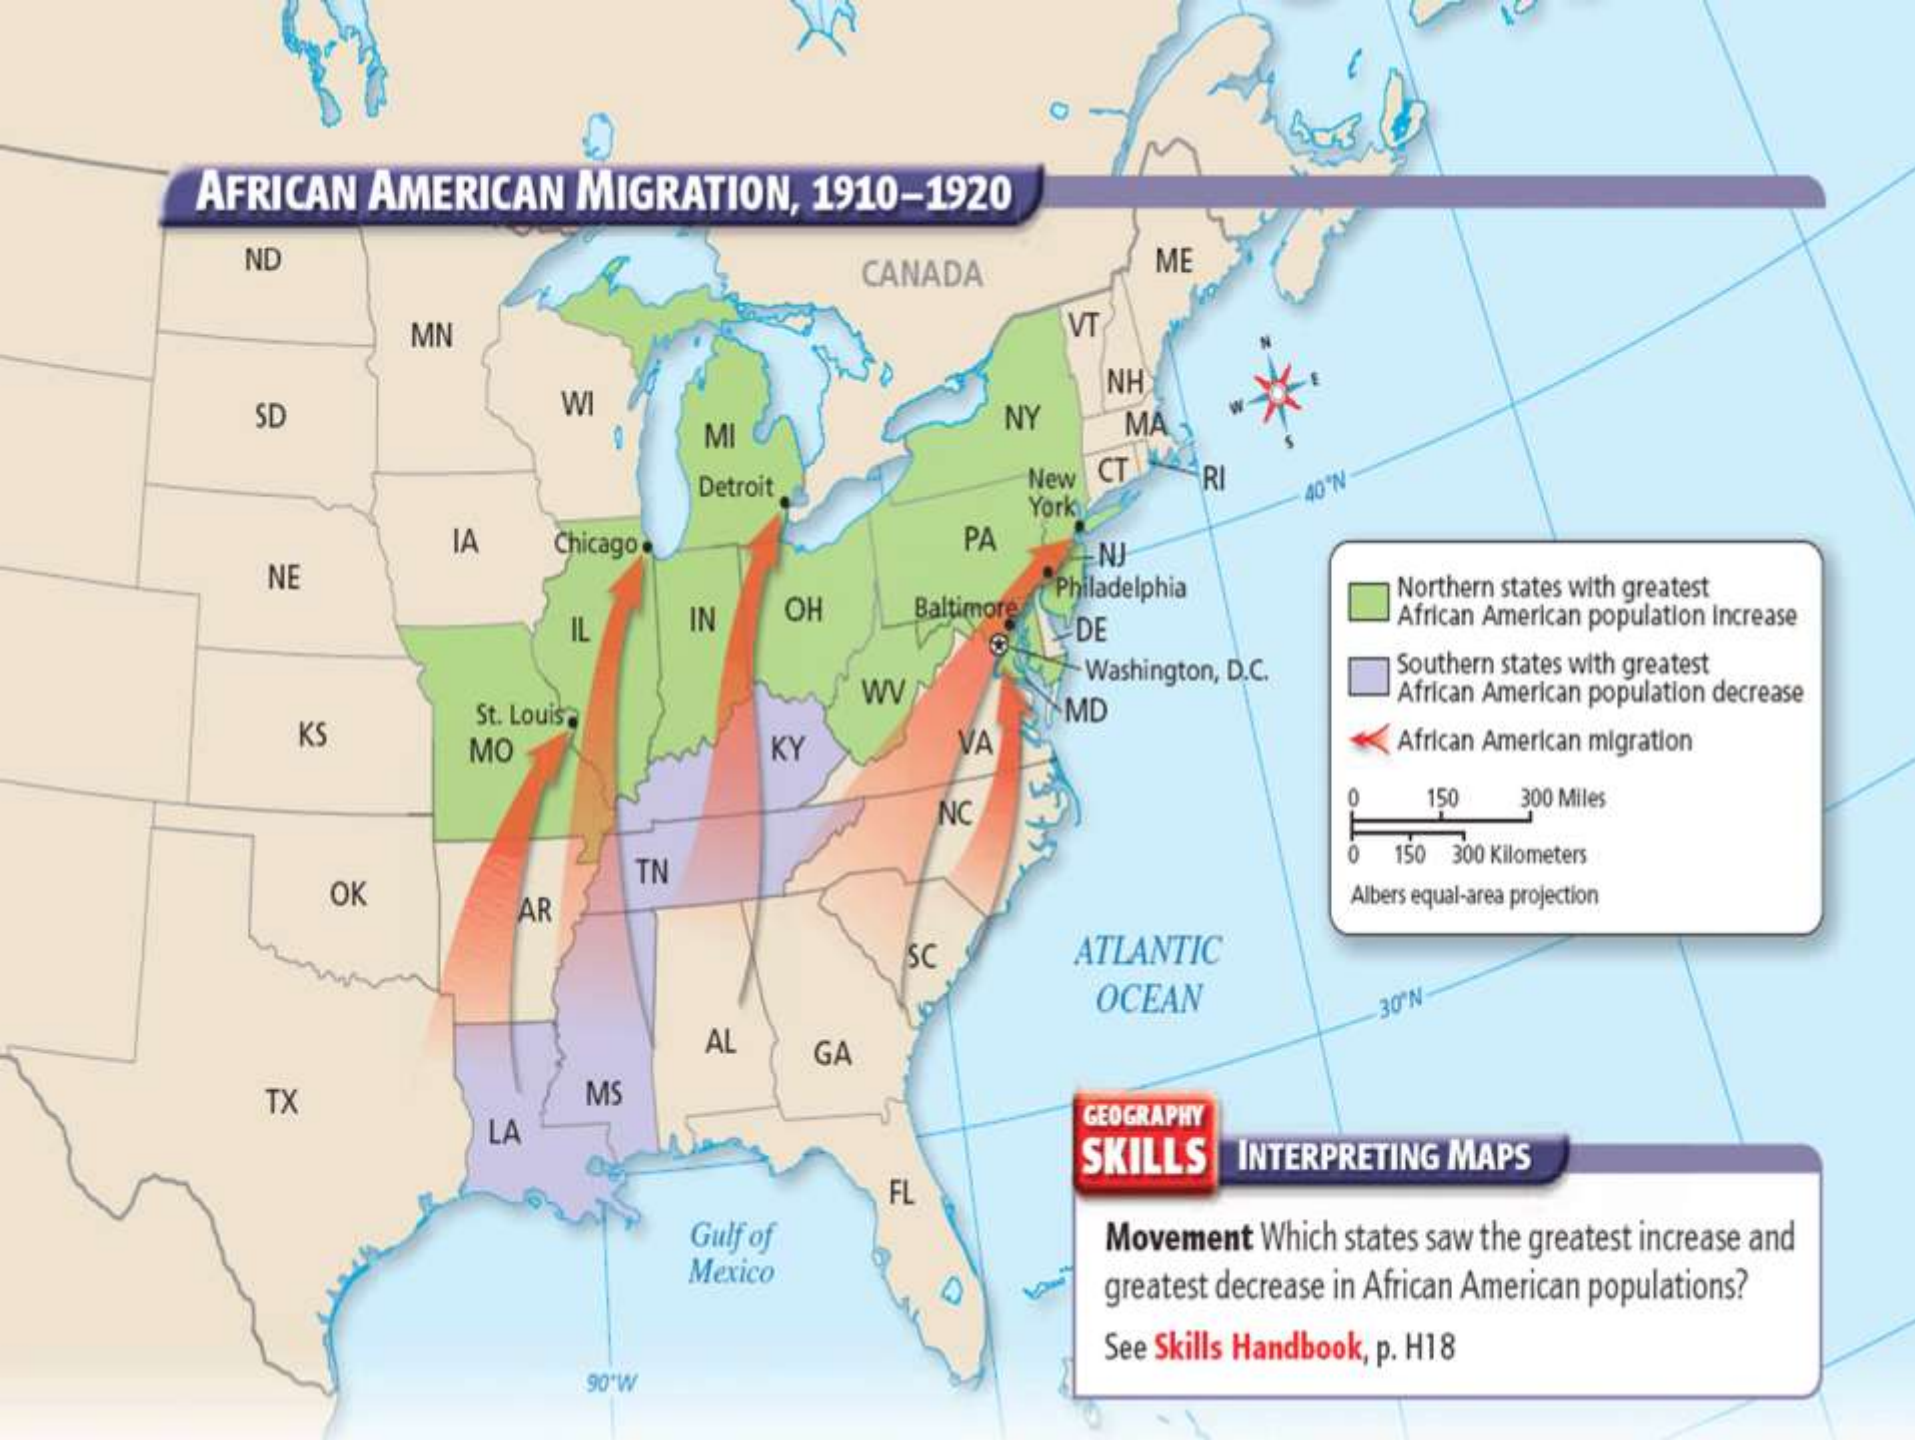 AFRICAN AMERICAN MIGRATION, 1910–1920
ND
MN
SD
WI
NE
IA
KS
OK
TX
CANADA
ME
VT
NH
NY
MA
CT
RI
MI
Detroit
Chicago
New
York
PA
NJ
Philadelphia
Baltimore
DE
Washington, D.C.
MD
IL
IN
OH
WV
VA
St. Louis
MO
KY
NC
TN
AR
SC
AL
GA
MS
LA
FL
N
E
W
S
40°N
30°N
90°W
ATLANTIC
OCEAN
Gulf of
Mexico
Northern states with greatest
African American population increase
Southern states with greatest
African American population decrease
African American migration
0 150 300 Miles
0 150 300 Kilometers
Albers equal-area projection
GEOGRAPHY
SKILLS
INTERPRETING MAPS
Movement Which states saw the greatest increase and
greatest decrease in African American populations?
See Skills Handbook, p. H18